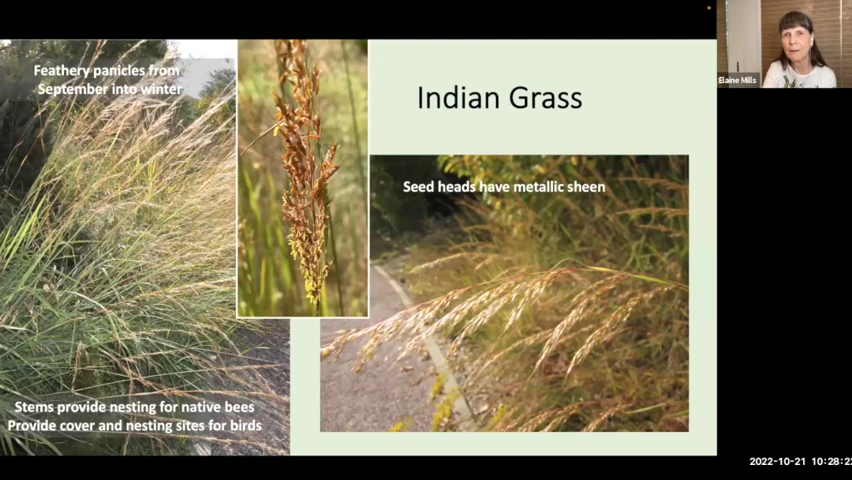 Feathery panicles from
September into winter
Indian Grass
Seed heads have metallic sheen
Stems provide nesting for native bees
Provide cover and nesting sites for birds
Elaine Mills
2022-10-21 10:28:2